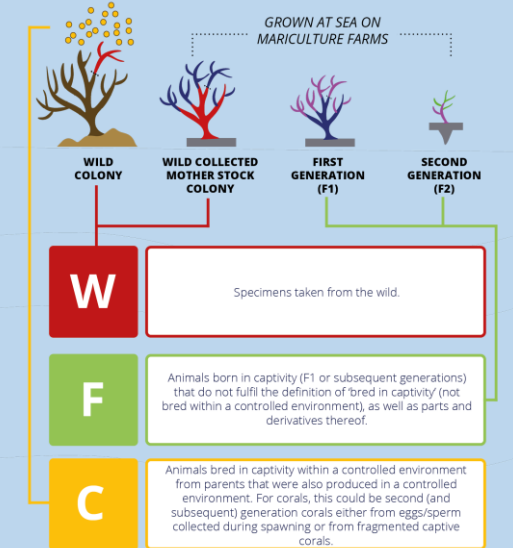 GROWN AT SEA ON
MARICULTURE FARMS
WILD
COLONY
WILD COLLECTED
MOTHER STOCK
COLONY
FIRST
GENERATION
(F1)
SECOND
GENERATION
(F2)
W
Specimens taken from the wild.
F
Animals born in captivity (F1 or subsequent generations)
that do not fulfil the definition of ‘bred in captivity’ (not
bred within a controlled environment), as well as parts and
derivatives thereof.
C
Animals bred in captivity within a controlled environment
from parents that were also produced in a controlled
environment. For corals, this could be second (and
subsequent) generation corals either from eggs/sperm
collected during spawning or from fragmented captive
corals.